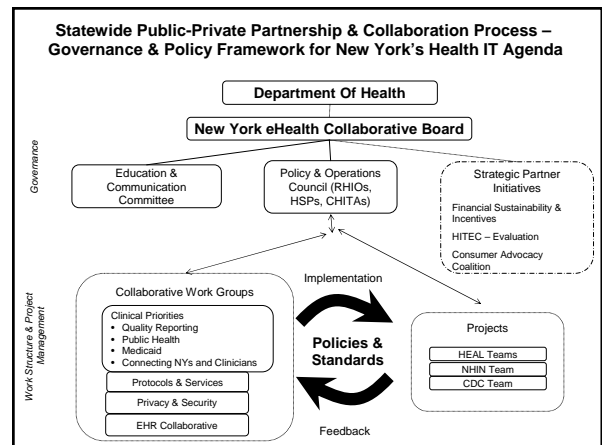 Statewide Public-Private Partnership & Collaboration Process –
Governance & Policy Framework for New York's Health IT Agenda
Department Of Health
New York eHealth Collaborative Board
Governance
Education &
Communication
Committee
Policy & Operations
Council (RHIOs,
HSPs, CHITAs)
Strategic Partner
Initiatives
Financial Sustainability &
Incentives
HITEC – Evaluation
Consumer Advocacy
Coalition
Work Structure & Project
Management
Collaborative Work Groups
Clinical Priorities
• Quality Reporting
• Public Health
• Medicaid
• Connecting NYs and Clinicians
Protocols & Services
Privacy & Security
EHR Collaborative
Implementation
Policies &
Standards
Feedback
Projects
HEAL Teams
NHIN Team
CDC Team